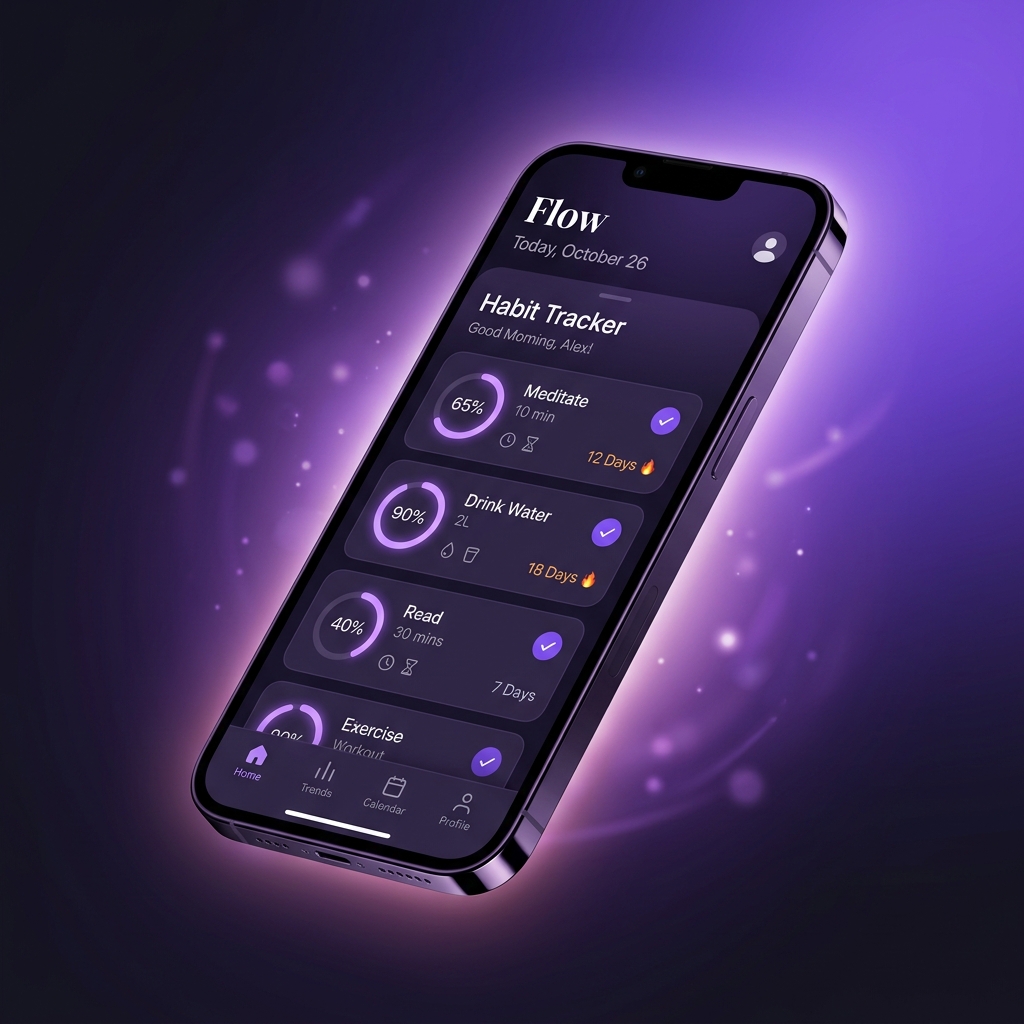 Flow
Today, October 26
Habit Tracker
Good Moming, Alex!
65%
Meditate
10 min
12 Days 🔥
90%
Drink Water
2L
18 Days 🔥
40%
Read
30 mins
7 Days
Exercise
Workout
Home
Trends
Calendar
Profile